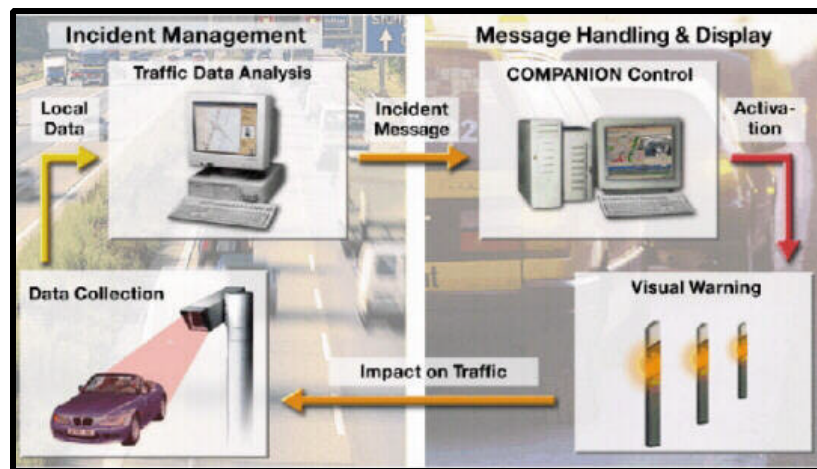 Incident Management
Message Handling & Display
Traffic Data Analysis
COMPANION Control
Local
Data
Incident
Message
Activa-
tion
Data Collection
Visual Warning
Impact on Traffic